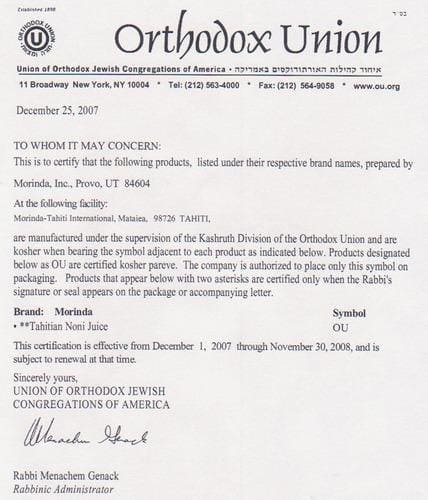 Established 1898
בס״ד
ORTHODOX UNION
U
Orthodox Union
Union of Orthodox Jewish Congregations of America • איחוד קהילות האורתודוקסים באמריקה
11 Broadway New York, NY 10004 * Tel: (212) 563-4000 * Fax: (212) 564-9058 * www.ou.org
December 25, 2007
TO WHOM IT MAY CONCERN:
This is to certify that the following products, listed under their respective brand names, prepared by
Morinda, Inc., Provo, UT 84604
At the following facility:
Morinda-Tahiti International, Mataiea, 98726 TAHITI,
are manufactured under the supervision of the Kashruth Division of the Orthodox Union and are
kosher when bearing the symbol adjacent to each product as indicated below. Products designated
below as OU are certified kosher pareve. The company is authorized to place only this symbol on
packaging. Products that appear below with two asterisks are certified only when the Rabbi's
signature or seal appears on the package or accompanying letter.
Brand: Morinda Symbol
• **Tahitian Noni Juice OU
This certification is effective from December 1, 2007 through November 30, 2008, and is
subject to renewal at that time.
Sincerely yours,
UNION OF ORTHODOX JEWISH
CONGREGATIONS OF AMERICA
Menachem Genack
Rabbi Menachem Genack
Rabbinic Administrator